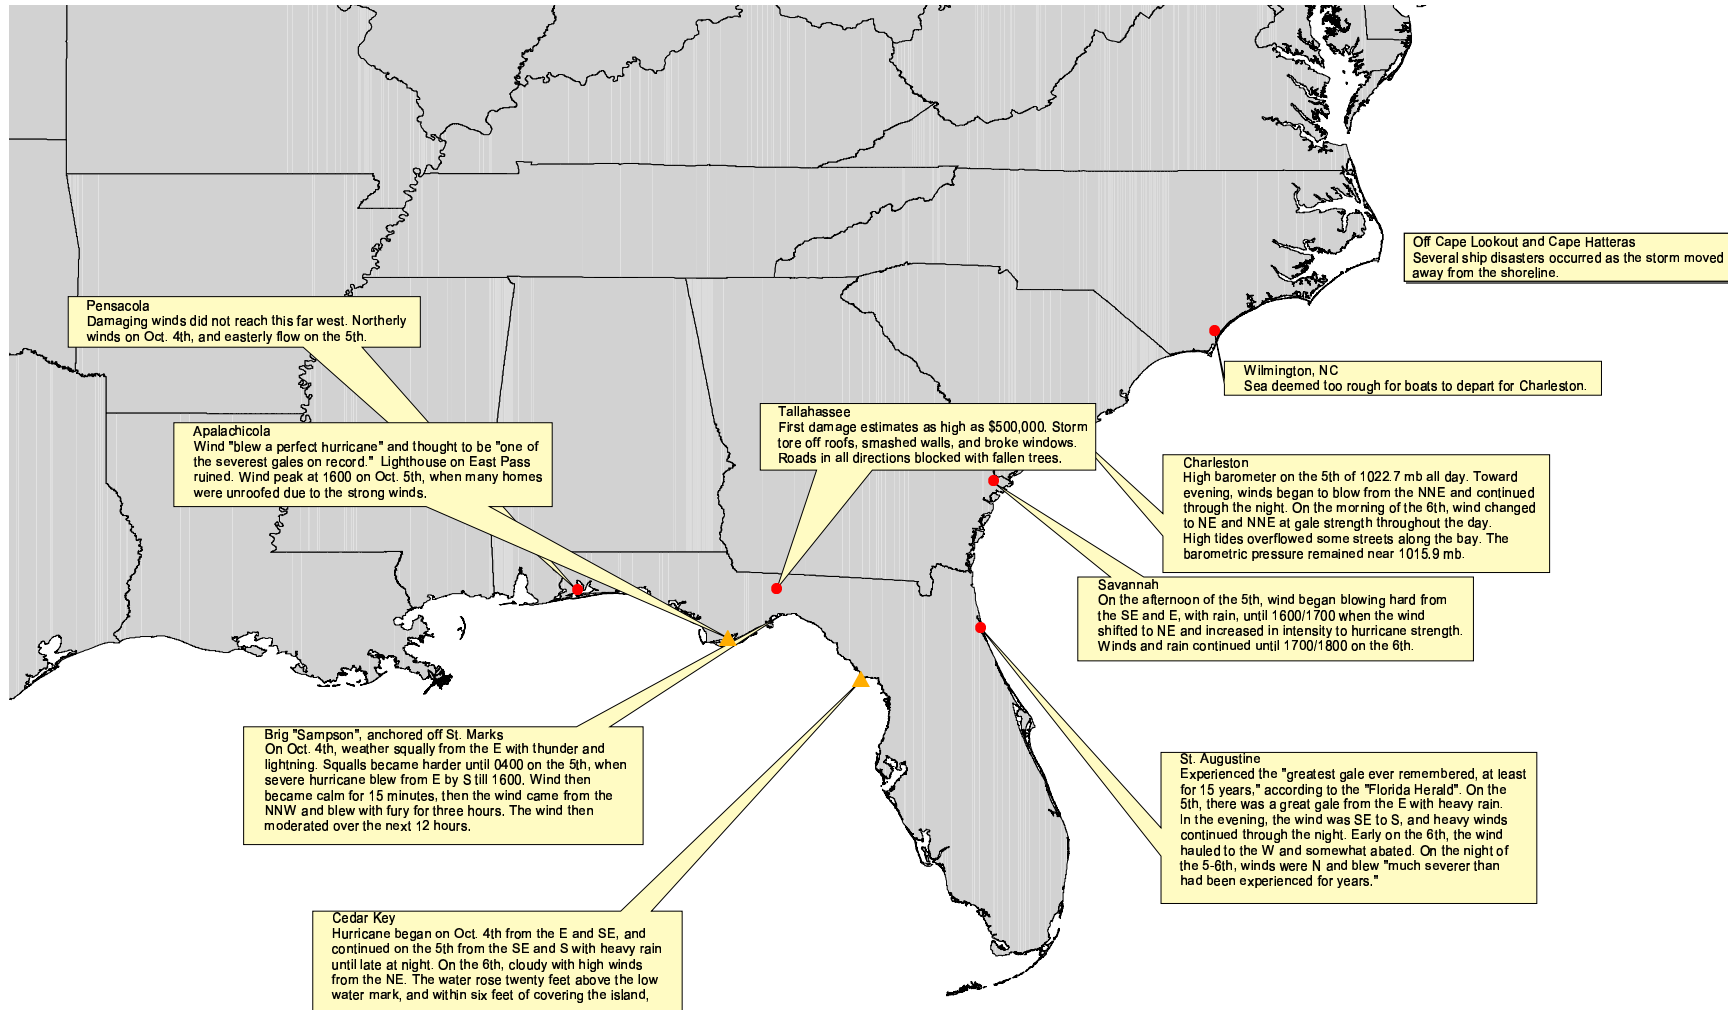 Off Cape Lookout and Cape Hatteras
Several ship disasters occurred as the storm moved
away from the shoreline.
Pensacola
Damaging winds did not reach this far west. Northerly
winds on Oct. 4th, and easterly flow on the 5th.
Wilmington, NC
Sea deemed too rough for boats to depart for Charleston.
Tallahassee
First damage estimates as high as $500,000. Storm
tore off roofs, smashed walls, and broke windows.
Roads in all directions blocked with fallen trees.
Apalachicola
Wind "blew a perfect hurricane" and thought to be "one of
the severest gales on record." Lighthouse on East Pass
ruined. Wind peak at 1600 on Oct. 5th, when many homes
were unroofed due to the strong winds.
Charleston
High barometer on the 5th of 1022.7 mb all day. Toward
evening, winds began to blow from the NNE and continued
through the night. On the morning of the 6th, wind changed
to NE and NNE at gale strength throughout the day.
High tides overflowed some streets along the bay. The
barometric pressure remained near 1015.9 mb.
Savannah
On the afternoon of the 5th, wind began blowing hard from
the SE and E, with rain, until 1600/1700 when the wind
shifted to NE and increased in intensity to hurricane strength.
Winds and rain continued until 1700/1800 on the 6th.
Brig "Sampson", anchored off St. Marks
On Oct. 4th, weather squally from the E with thunder and
lightning. Squalls became harder until 0400 on the 5th, when
severe hurricane blew from E by S till 1600. Wind then
became calm for 15 minutes, then the wind came from the
NNW and blew with fury for three hours. The wind then
moderated over the next 12 hours.
St. Augustine
Experienced the "greatest gale ever remembered, at least
for 15 years," according to the "Florida Herald". On the
5th, there was a great gale from the E with heavy rain.
In the evening, the wind was SE to S, and heavy winds
continued through the night. Early on the 6th, the wind
hauled to the W and somewhat abated. On the night of
the 5-6th, winds were N and blew "much severer than
had been experienced for years."
Cedar Key
Hurricane began on Oct. 4th from the E and SE, and
continued on the 5th from the SE and S with heavy rain
until late at night. On the 6th, cloudy with high winds
from the NE. The water rose twenty feet above the low
water mark, and within six feet of covering the island,